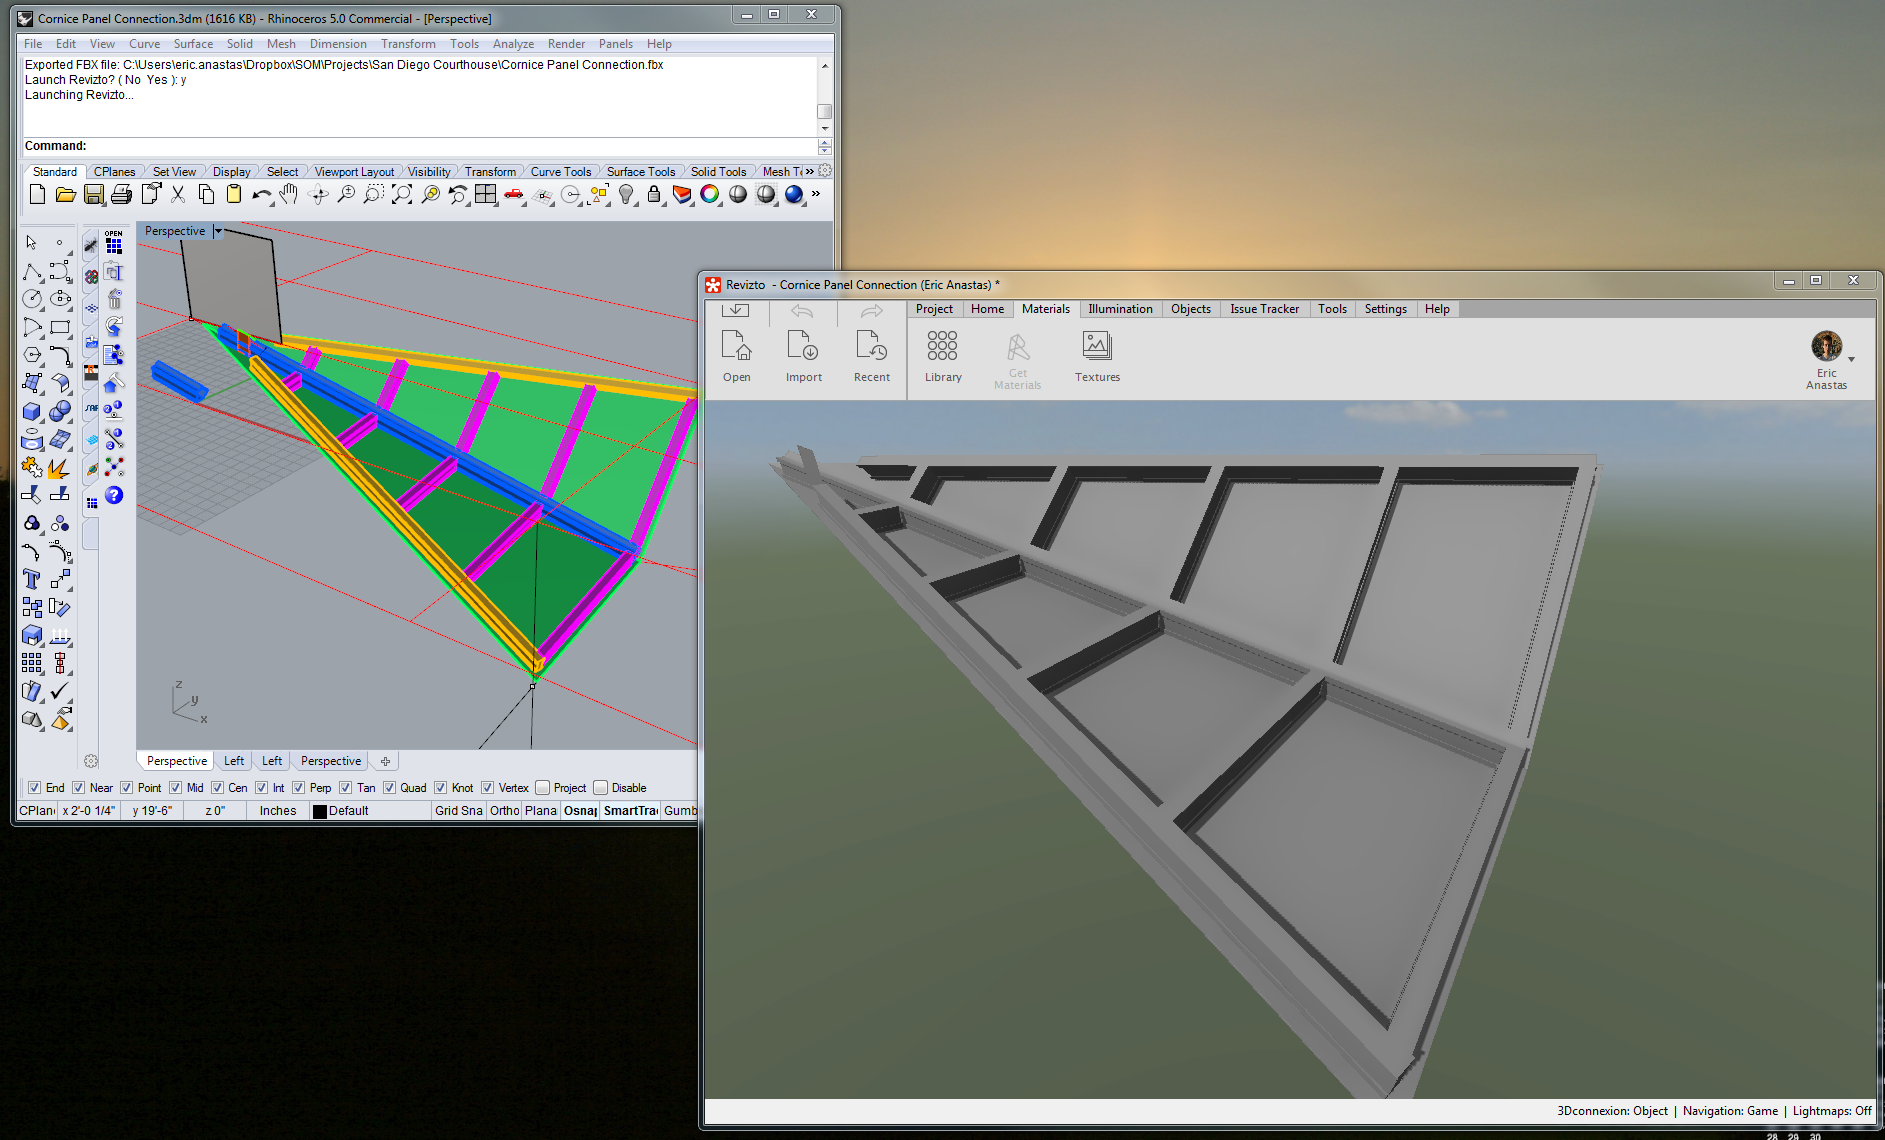 Cornice Panel Connection.3dm (1616 KB) - Rhinoceros 5.0 Commercial - [Perspective]
File Edit View Curve Surface Solid Mesh Dimension Transform Tools Analyze Render Panels Help
Exported FBX file: C:\Users\eric.anastas\Dropbox\SOM\Projects\San Diego Courthouse\Cornice Panel Connection.fbx
Launch Revizto? ( No Yes ): y
Launching Revizto...
Command:
Standard CPlanes Set View Display Select Viewport Layout Visibility Transform Curve Tools Surface Tools Solid Tools Mesh T
OPEN
Perspective
z
y
x
Perspective Left Left Perspective
End Near Point Mid Cen Int Perp Tan Quad Knot Vertex Project Disable
CPlan x 2'-0 1/4" y 19'-6" z 0" Inches Default Grid Sna Ortho Plana Osnap SmartTra Gumb
Revizto - Cornice Panel Connection (Eric Anastas) *
Project Home Materials Illumination Objects Issue Tracker Tools Settings Help
Open Import Recent Library Get Materials Textures
Eric Anastas
3Dconnexion: Object | Navigation: Game | Lightmaps: Off
28 29 30